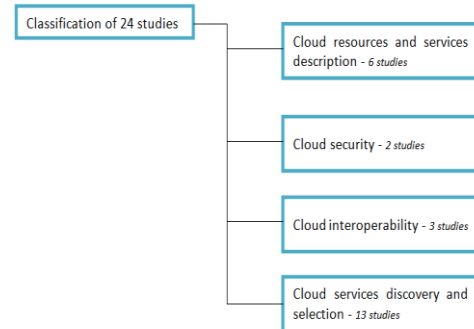 Classification of 24 studies
Cloud resources and services
description - 6 studies
Cloud security - 2 studies
Cloud interoperability - 3 studies
Cloud services discovery and
selection - 13 studies